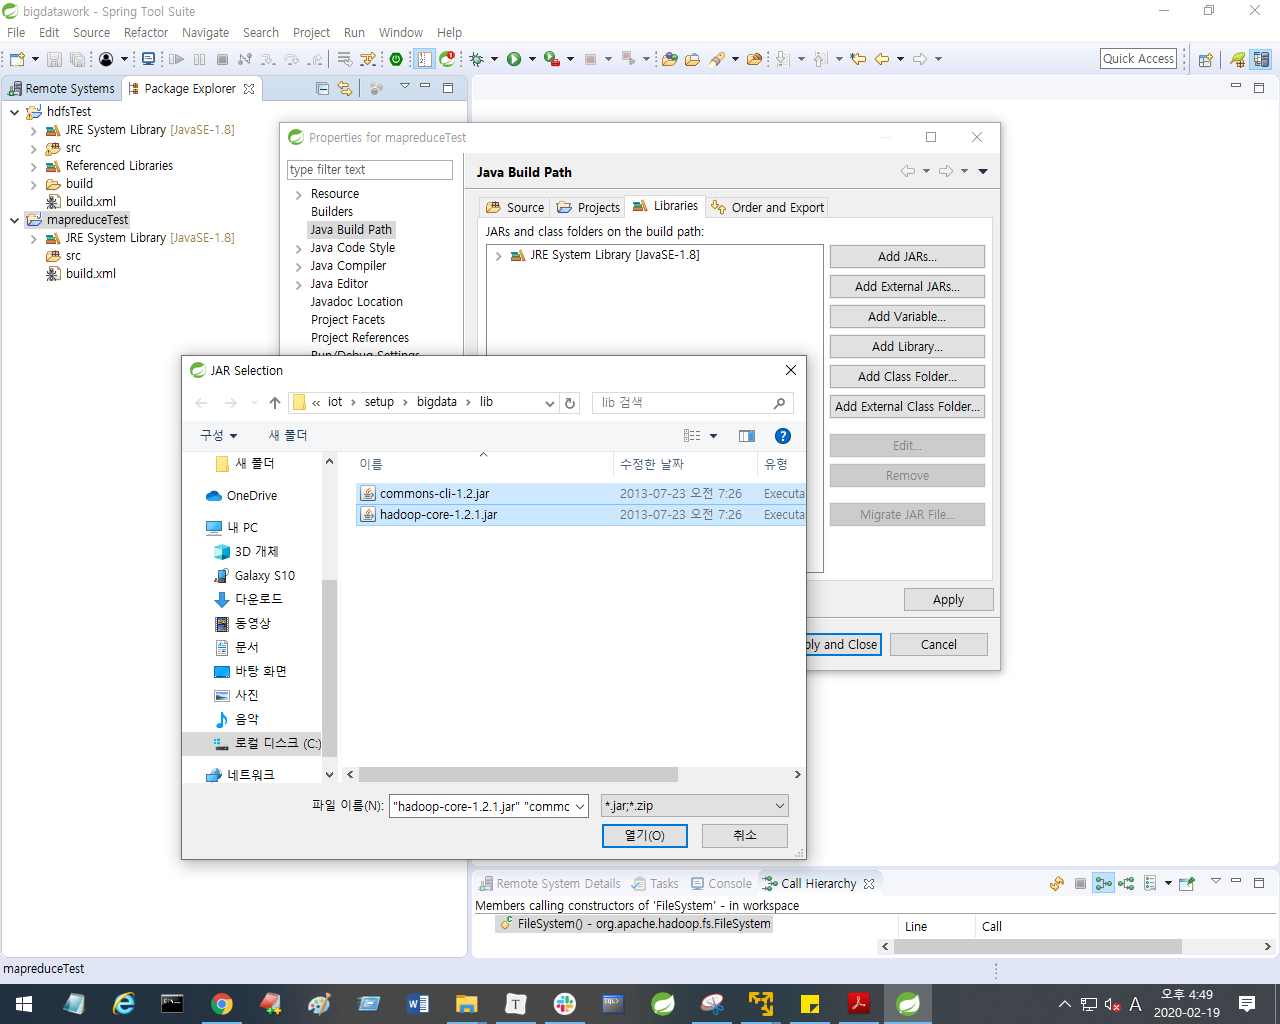 bigdatawork - Spring Tool Suite
File Edit Source Refactor Navigate Search Project Run Window Help
Quick Access
Remote Systems
Package Explorer
hdfsTest
JRE System Library [JavaSE-1.8]
src
Referenced Libraries
build
build.xml
mapreduceTest
JRE System Library [JavaSE-1.8]
src
build.xml
Properties for mapreduceTest
type filter text
Resource
Builders
Java Build Path
Java Code Style
Java Compiler
Java Editor
Javadoc Location
Project Facets
Project References
Run/Debug Settings
Java Build Path
Source Projects Libraries Order and Export
JARs and class folders on the build path:
JRE System Library [JavaSE-1.8]
Add JARs...
Add External JARs...
Add Variable...
Add Library...
Add Class Folder...
Add External Class Folder...
Edit...
Remove
Migrate JAR File...
Apply
ply and Close
Cancel
JAR Selection
« iot › setup › bigdata › lib
lib 검색
구성 새 폴더
새 폴더
OneDrive
내 PC
3D 개체
Galaxy S10
다운로드
동영상
문서
바탕 화면
사진
음악
로컬 디스크 (C:)
네트워크
이름 수정한 날짜 유형
commons-cli-1.2.jar 2013-07-23 오전 7:26 Executa
hadoop-core-1.2.1.jar 2013-07-23 오전 7:26 Executa
파일 이름(N): "hadoop-core-1.2.1.jar" "commc
*.jar;*.zip
열기(O) 취소
Remote System Details Tasks Console Call Hierarchy
Members calling constructors of 'FileSystem' - in workspace
FileSystem() - org.apache.hadoop.fs.FileSystem
Line Call
mapreduceTest
A
오후 4:49
2020-02-19